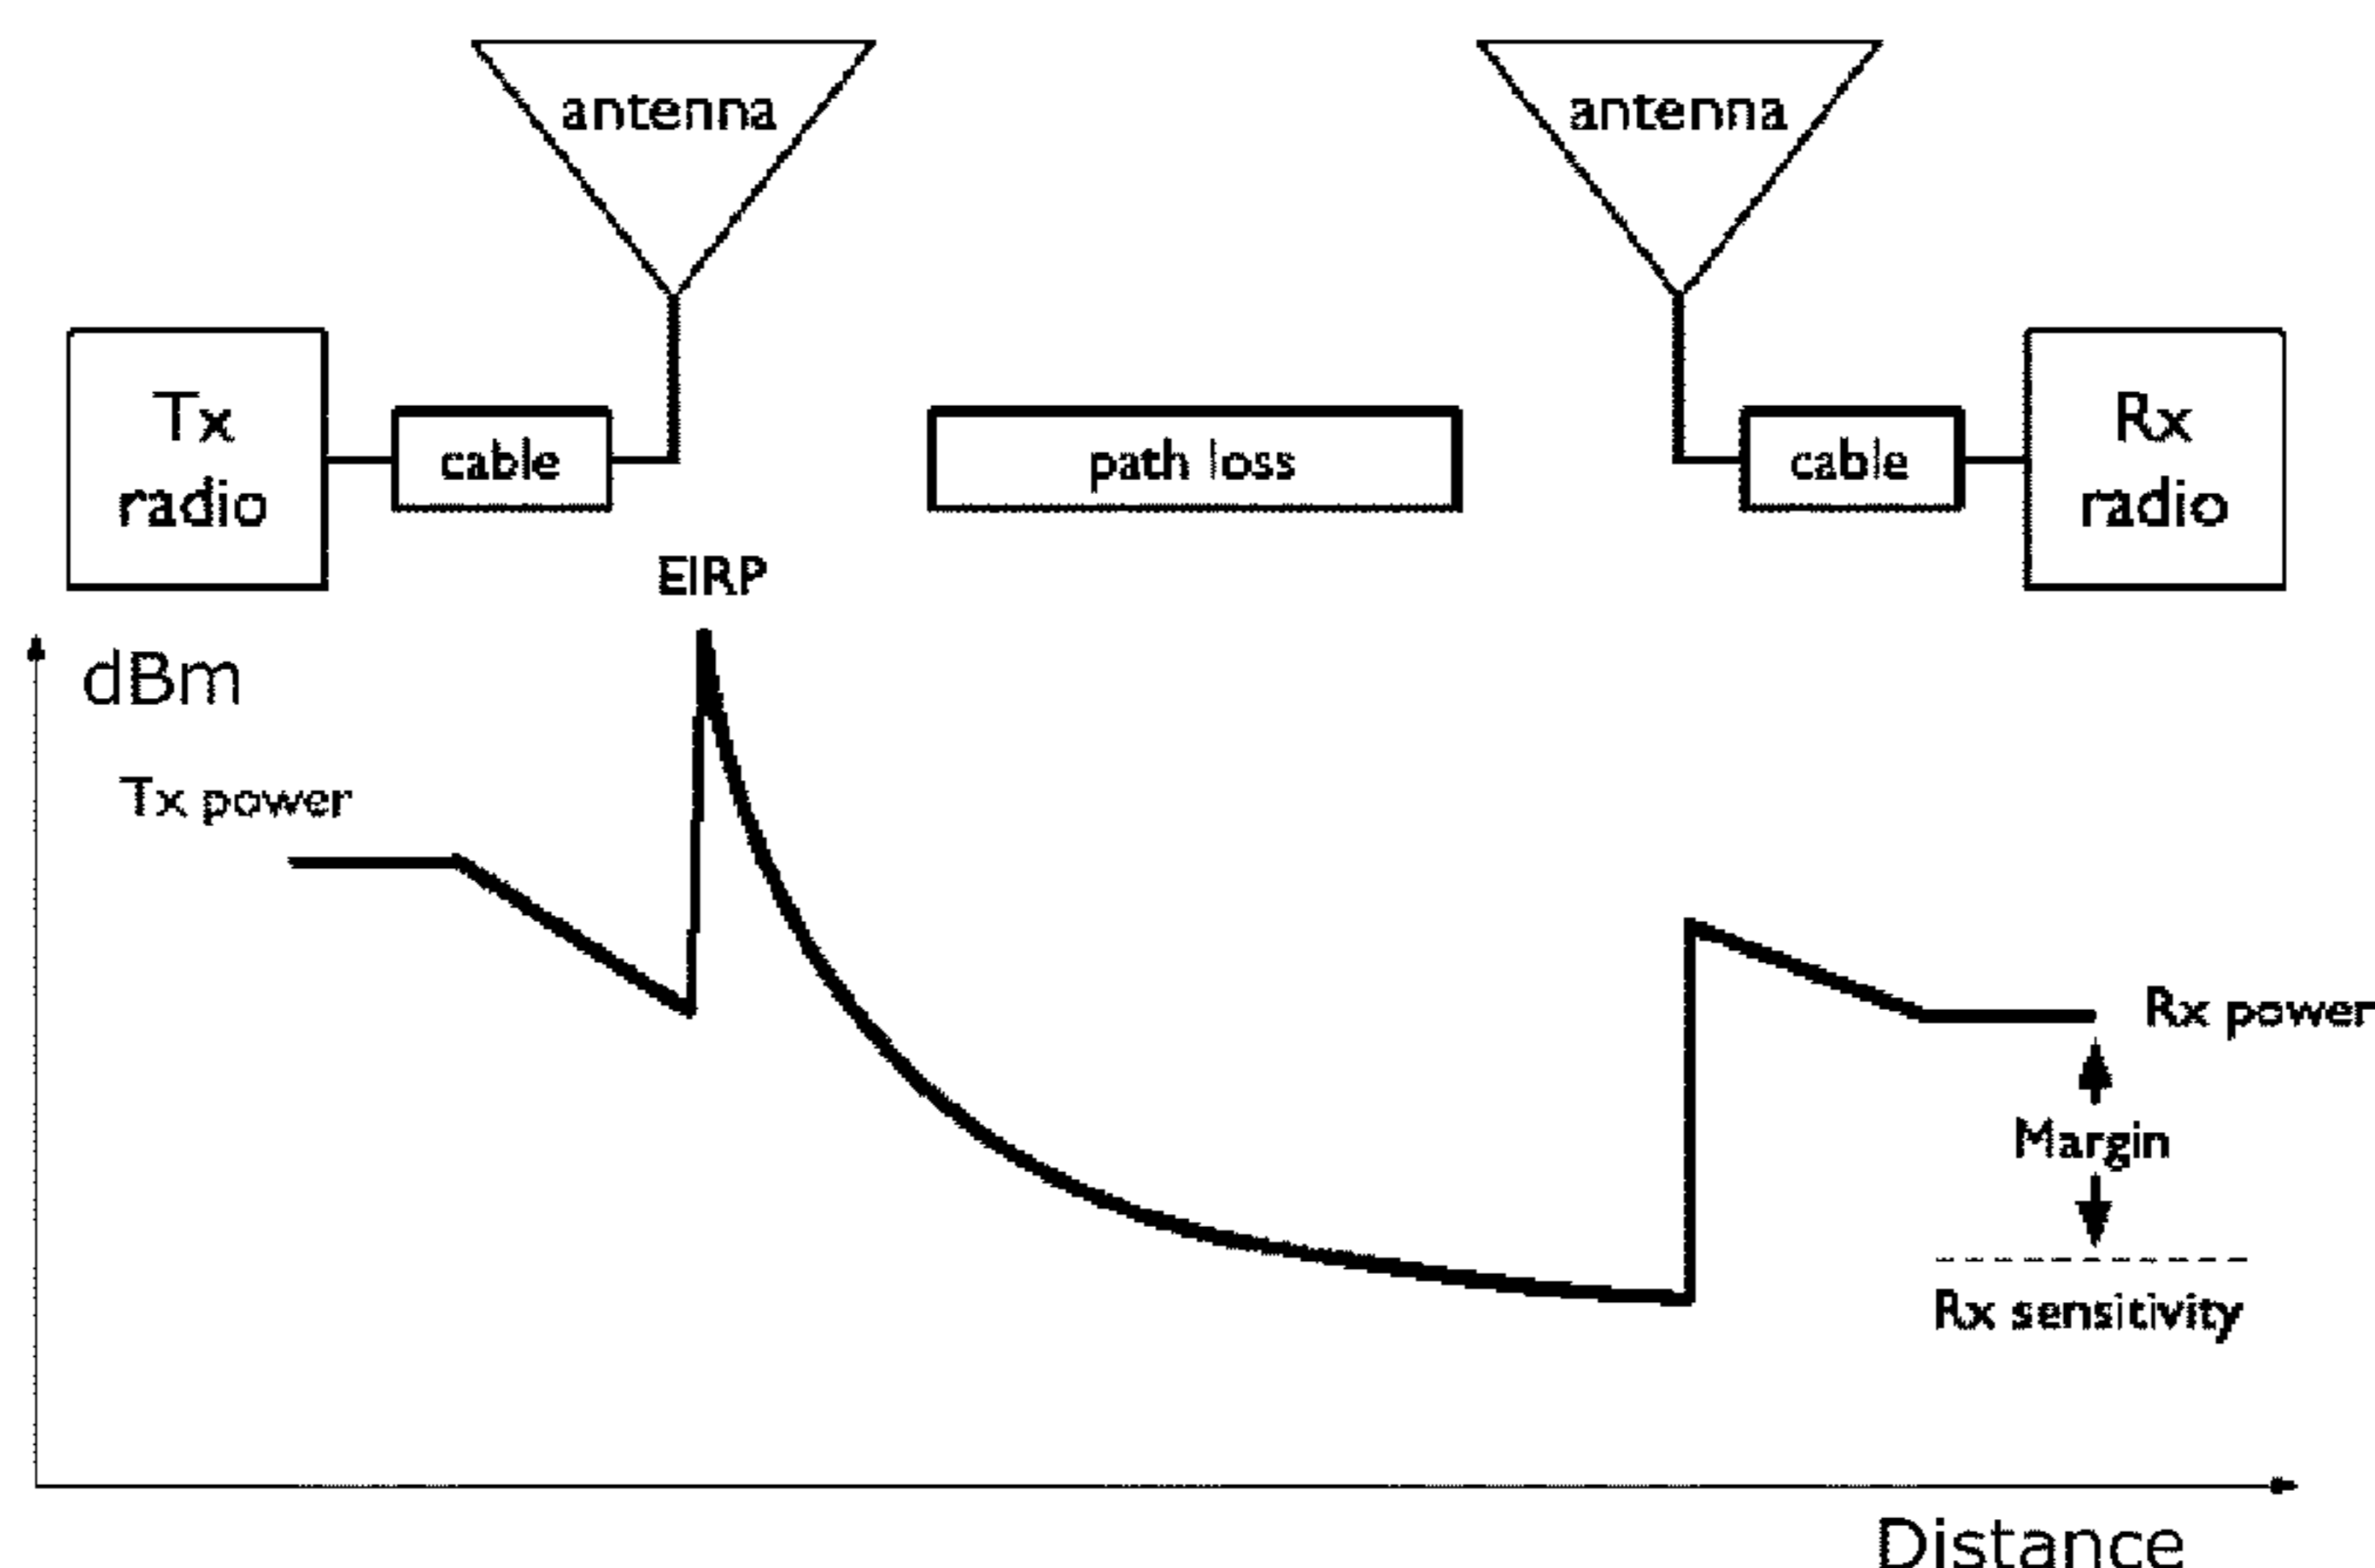 antenna
antenna
Tx
radio
cable
path loss
cable
Rx
radio
EIRP
dBm
Tx power
Rx power
Margin
Rx sensitivity
Distance